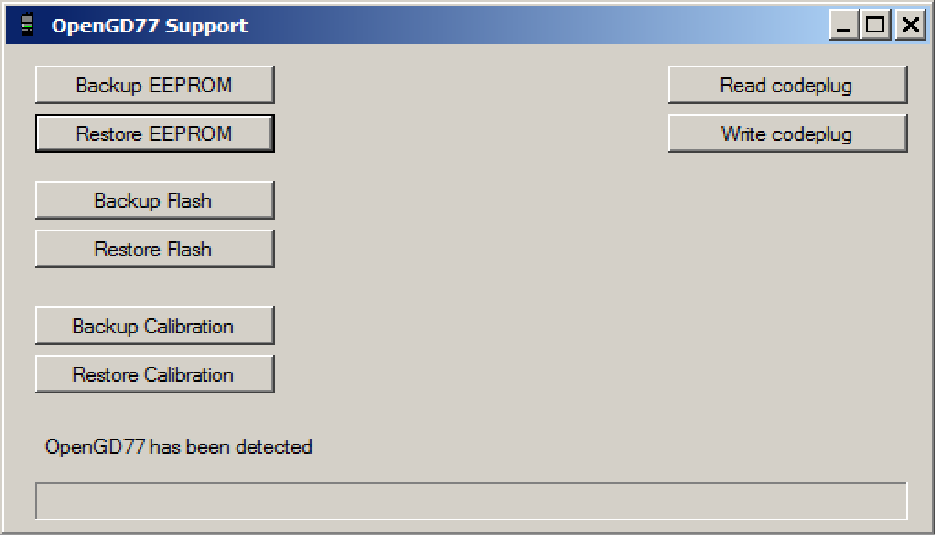 OpenGD77 Support
Backup EEPROM
Restore EEPROM
Backup Flash
Restore Flash
Backup Calibration
Restore Calibration
Read codeplug
Write codeplug
OpenGD77 has been detected